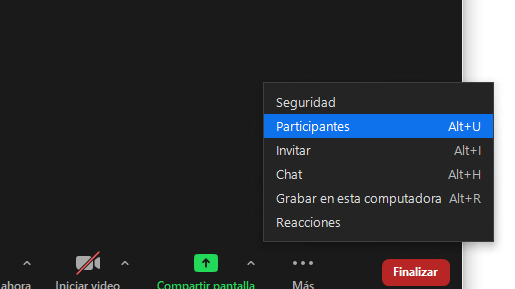 Seguridad
Participantes Alt+U
Invitar Alt+I
Chat Alt+H
Grabar en esta computadora Alt+R
Reacciones
ahora Iniciar video Compartir pantalla Más Finalizar